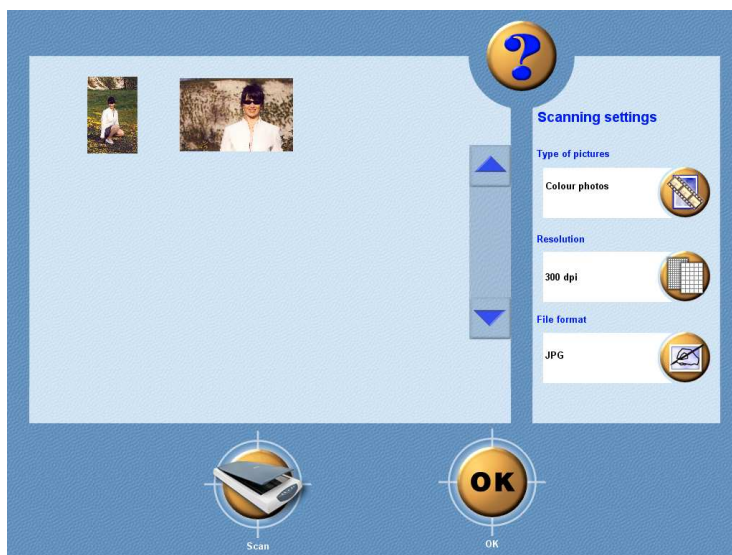 ?
Scanning settings
Type of pictures
Colour photos
Resolution
300 dpi
File format
JPG
OK
Scan
OK